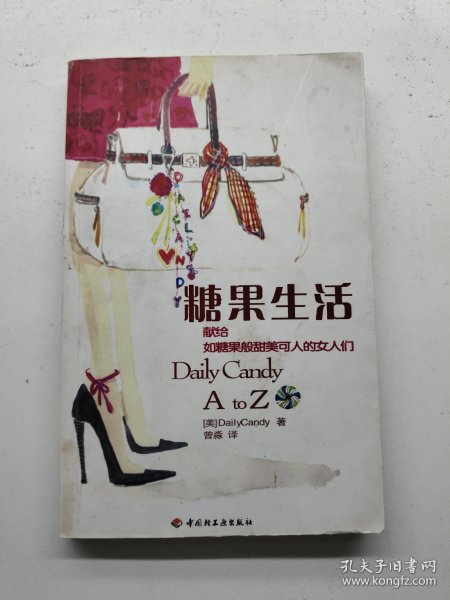 DAILY
CANDY
糖果生活
献给
如糖果般甜美可人的女人们
Daily Candy
A to Z
[美]DailyCandy 著
曾淼 译
中国轻工业出版社
孔夫子旧书网
www.kongfz.com